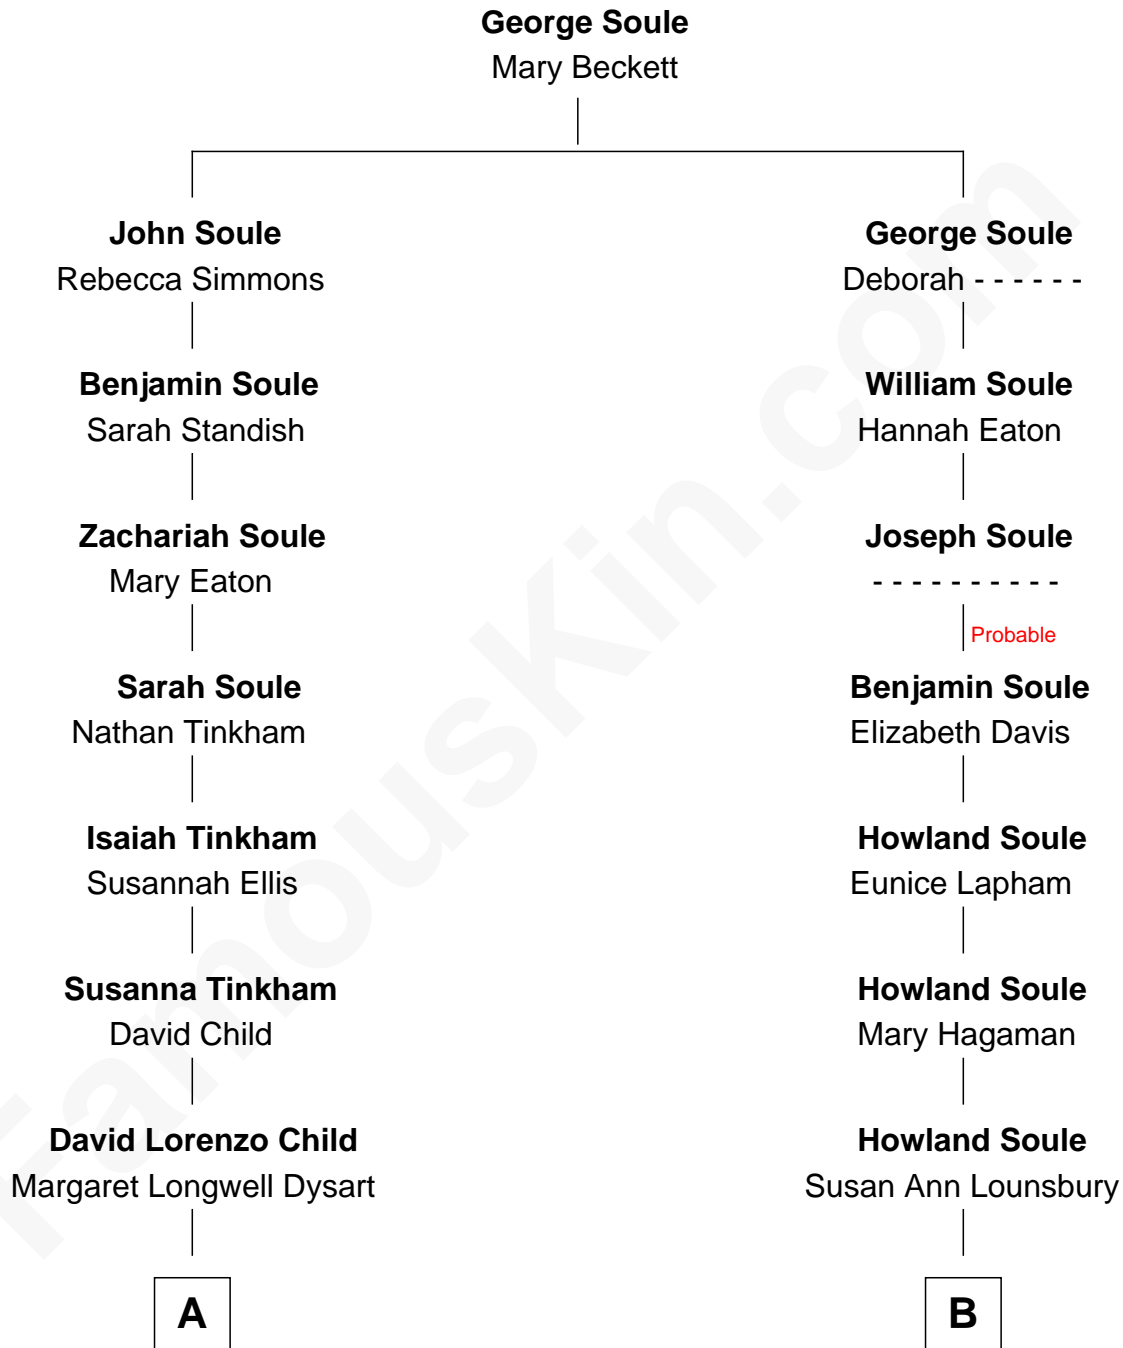 George Soule
Mary Beckett
John Soule
Rebecca Simmons
George Soule
Deborah - - - - - -
Benjamin Soule
Sarah Standish
William Soule
Hannah Eaton
Zachariah Soule
Mary Eaton
Joseph Soule
- - - - - - - - - -
Probable
Sarah Soule
Nathan Tinkham
Benjamin Soule
Elizabeth Davis
Isaiah Tinkham
Susannah Ellis
Howland Soule
Eunice Lapham
Susanna Tinkham
David Child
Howland Soule
Mary Hagaman
David Lorenzo Child
Margaret Longwell Dysart
Howland Soule
Susan Ann Lounsbury
A
B
FamousKin.com